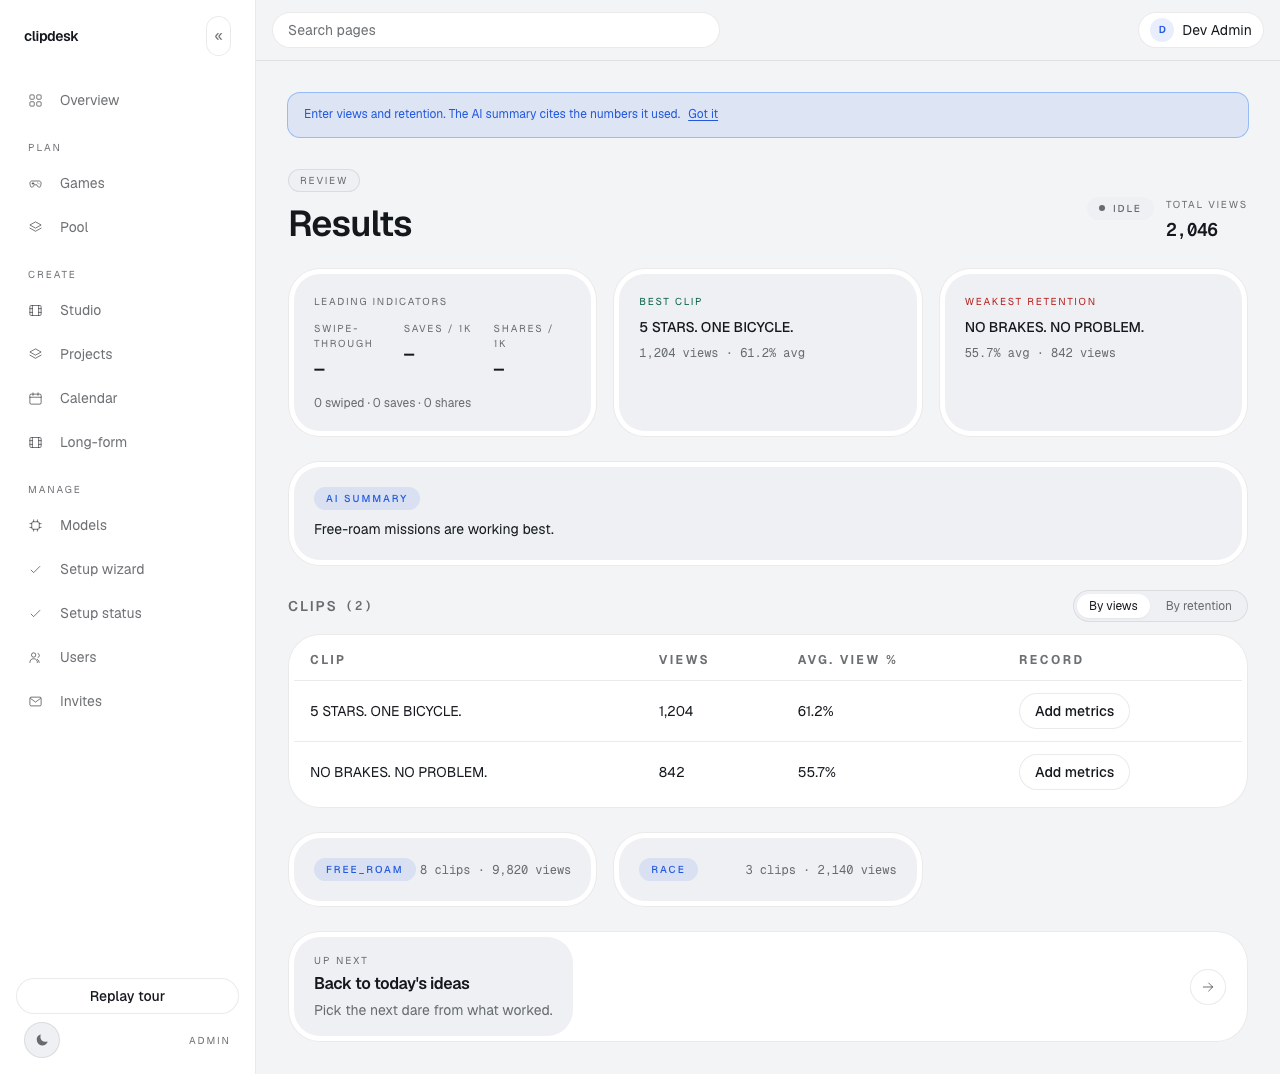 clipdesk
«
Search pages
D
Dev Admin
Overview
PLAN
Games
Pool
CREATE
Studio
Projects
Calendar
Long-form
MANAGE
Models
Setup wizard
Setup status
Users
Invites
Replay tour
ADMIN
Enter views and retention. The AI summary cites the numbers it used. Got it
REVIEW
Results
IDLE
TOTAL VIEWS
2,046
LEADING INDICATORS
SWIPE-
THROUGH
–
SAVES / 1K
–
SHARES /
1K
–
0 swiped · 0 saves · 0 shares
BEST CLIP
5 STARS. ONE BICYCLE.
1,204 views · 61.2% avg
WEAKEST RETENTION
NO BRAKES. NO PROBLEM.
55.7% avg · 842 views
AI SUMMARY
Free-roam missions are working best.
CLIPS (2)
By views
By retention
CLIP VIEWS AVG. VIEW % RECORD
5 STARS. ONE BICYCLE. 1,204 61.2% Add metrics
NO BRAKES. NO PROBLEM. 842 55.7% Add metrics
FREE_ROAM 8 clips · 9,820 views
RACE 3 clips · 2,140 views
UP NEXT
Back to today's ideas
Pick the next dare from what worked.